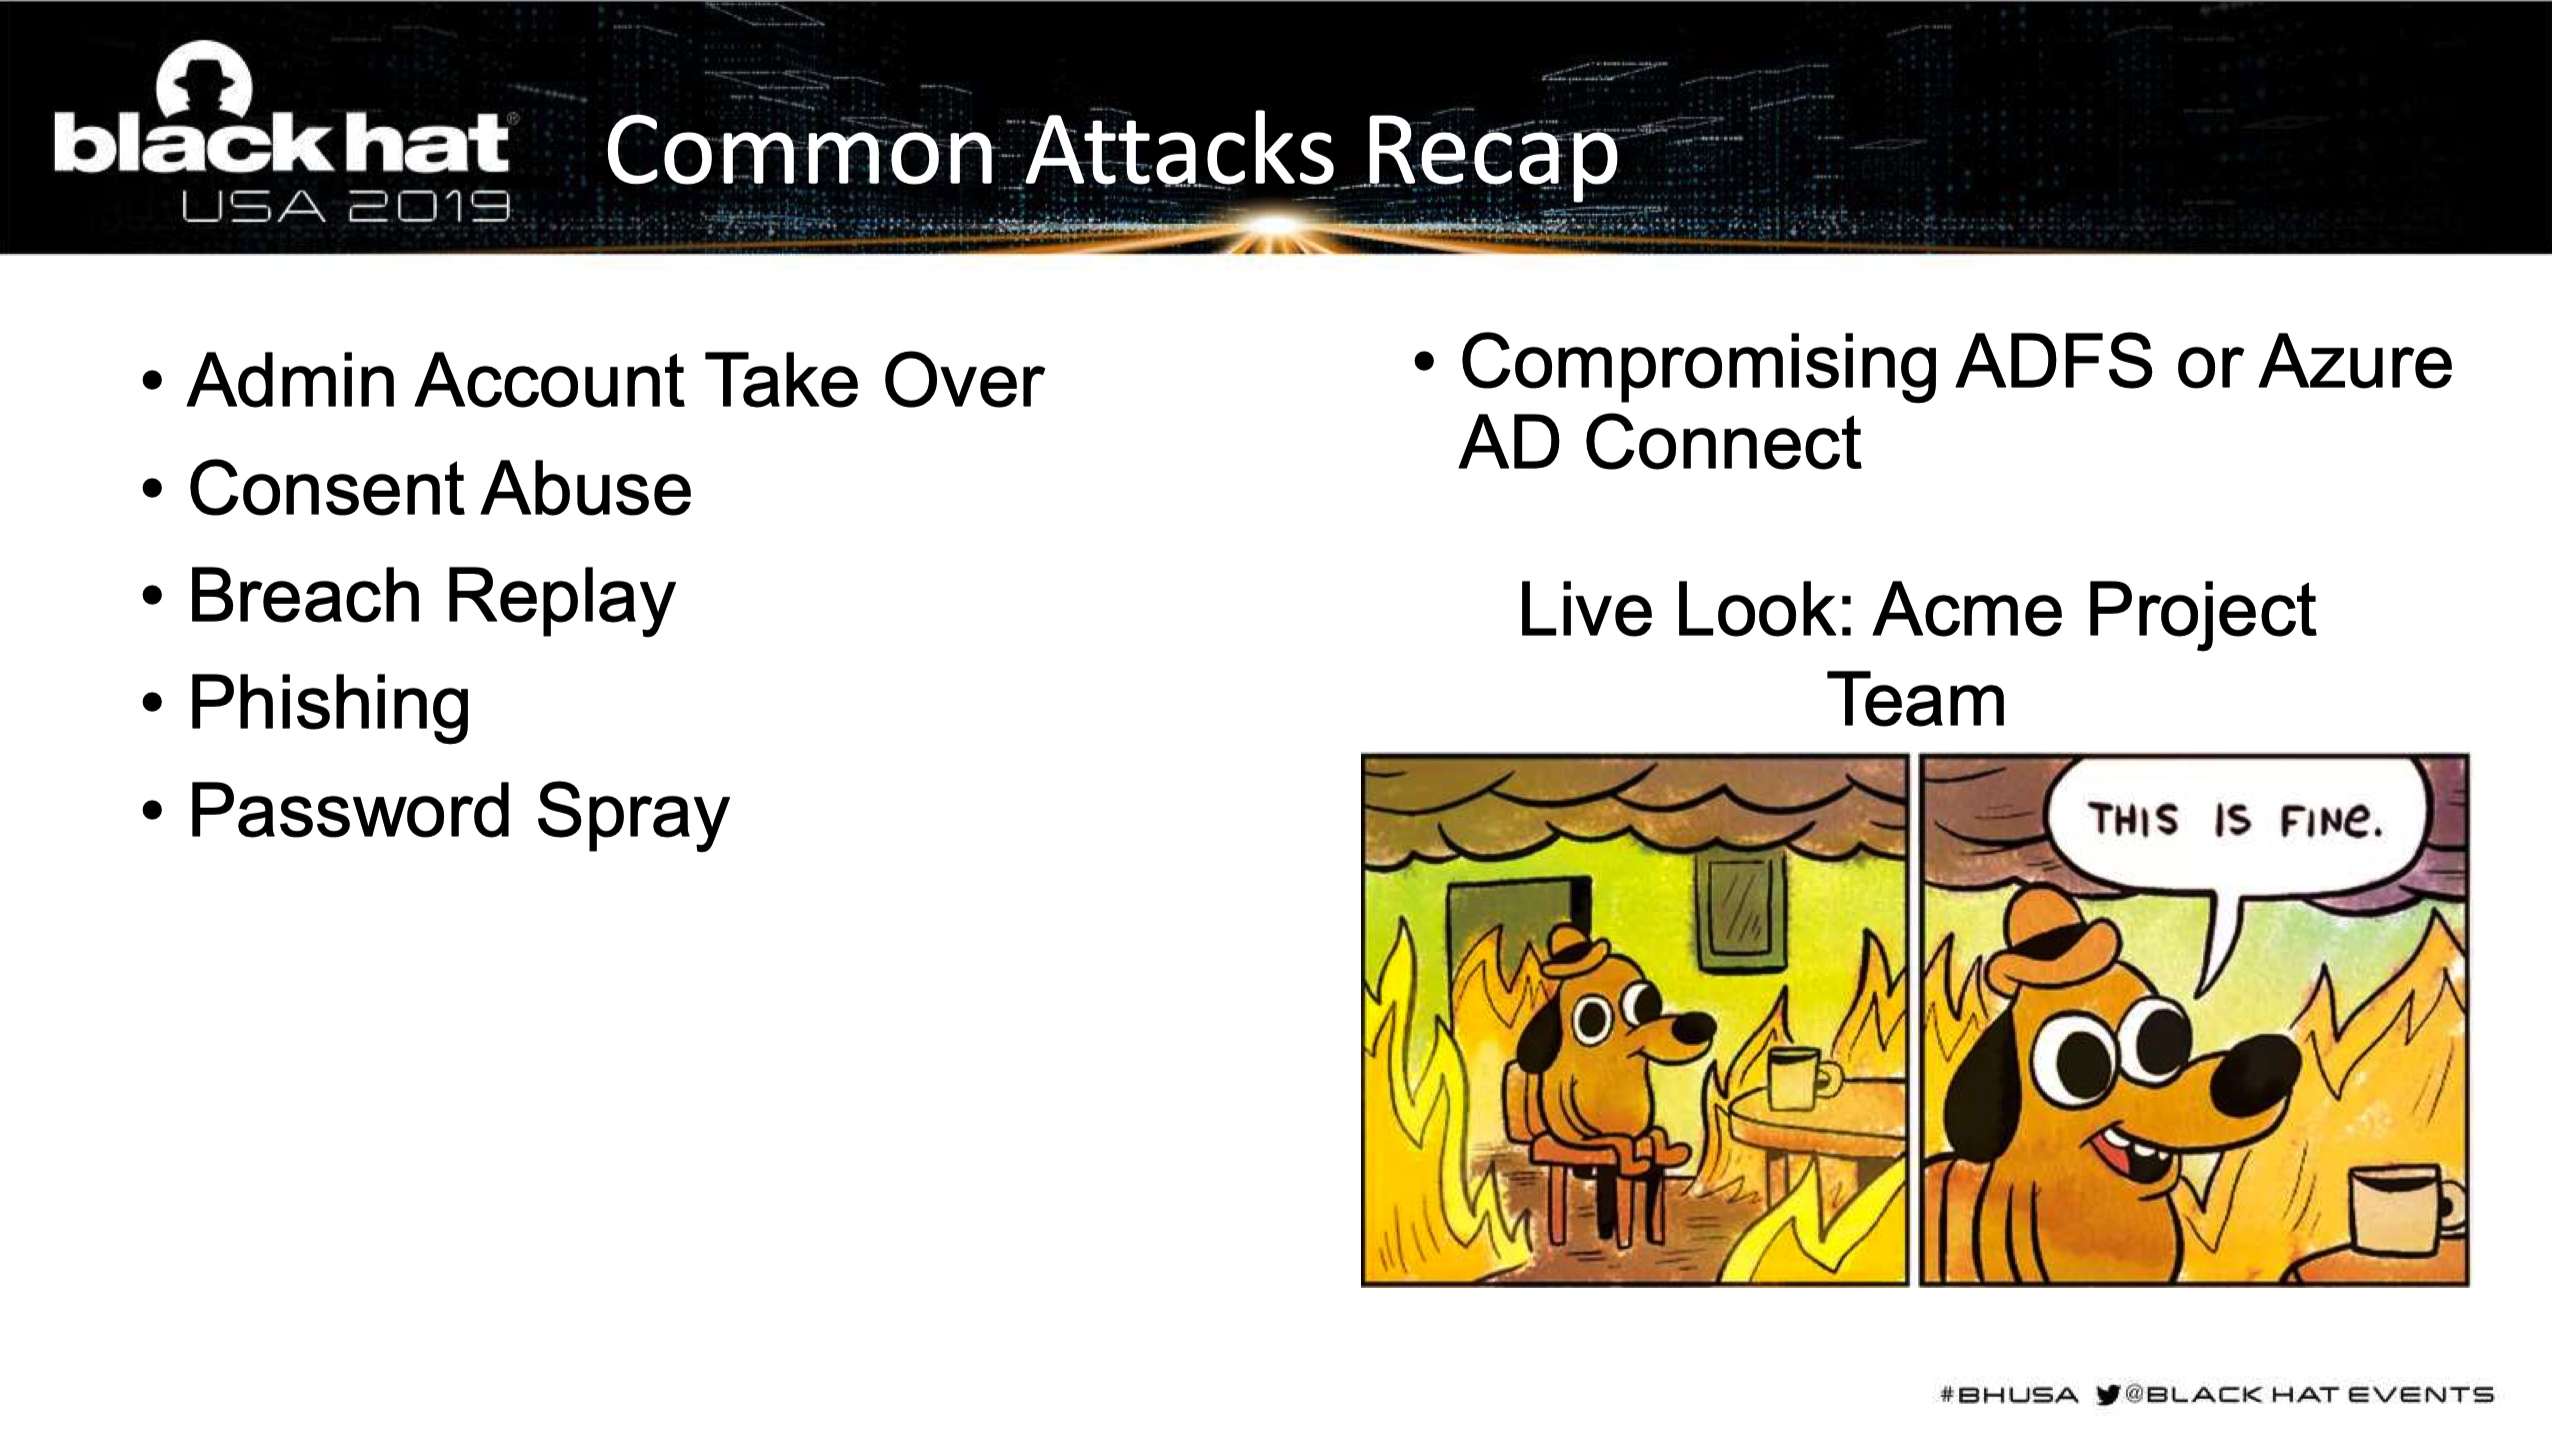 black hat®
USA 2019
Common Attacks Recap
• Admin Account Take Over
• Consent Abuse
• Breach Replay
• Phishing
• Password Spray
• Compromising ADFS or Azure
AD Connect
Live Look: Acme Project
Team
THIS IS FINE.
#BHUSA @BLACK HAT EVENTS